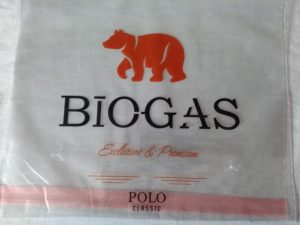 BIOGAS
Exclusive & Premium
POLO
CLASSIC